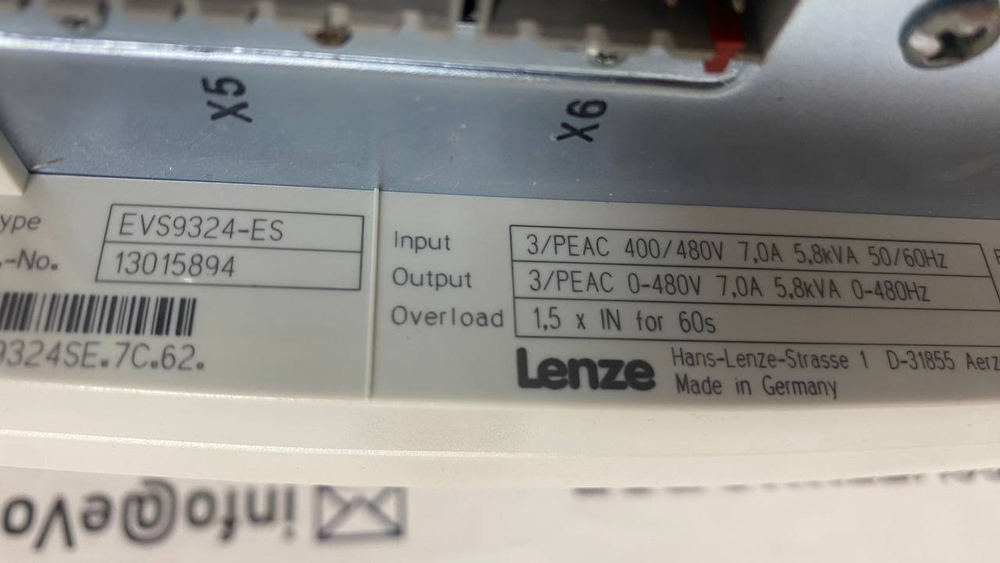 X5
X6
ype
EVS9324-ES
.-No.
13015894
9324SE.7C.62.
Input
3/PEAC 400/480V 7,0A 5,8kVA 50/60Hz
Output
3/PEAC 0-480V 7,0A 5,8kVA 0-480Hz
Overload
1,5 x IN for 60s
Lenze
Hans-Lenze-Strasse 1 D-31855 Aerz
Made in Germany
info@eVo